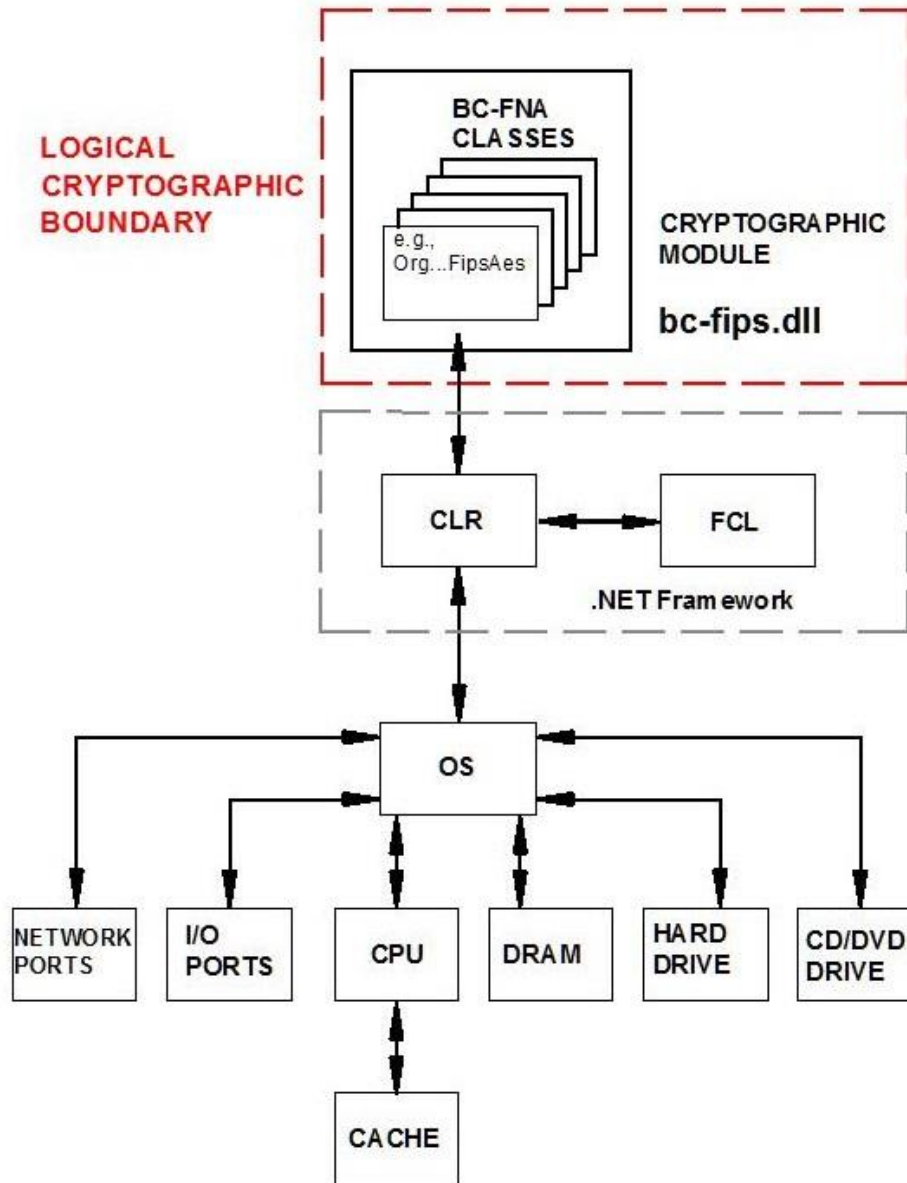 BC-FNA
CLASSES
LOGICAL
CRYPTOGRAPHIC
BOUNDARY
e.g.,
Org...FipsAes
CRYPTOGRAPHIC
MODULE
bc-fips.dll
CLR
FCL
.NET Framework
OS
NETWORK
PORTS
I/O
PORTS
CPU
DRAM
HARD
DRIVE
CD/DVD
DRIVE
CACHE